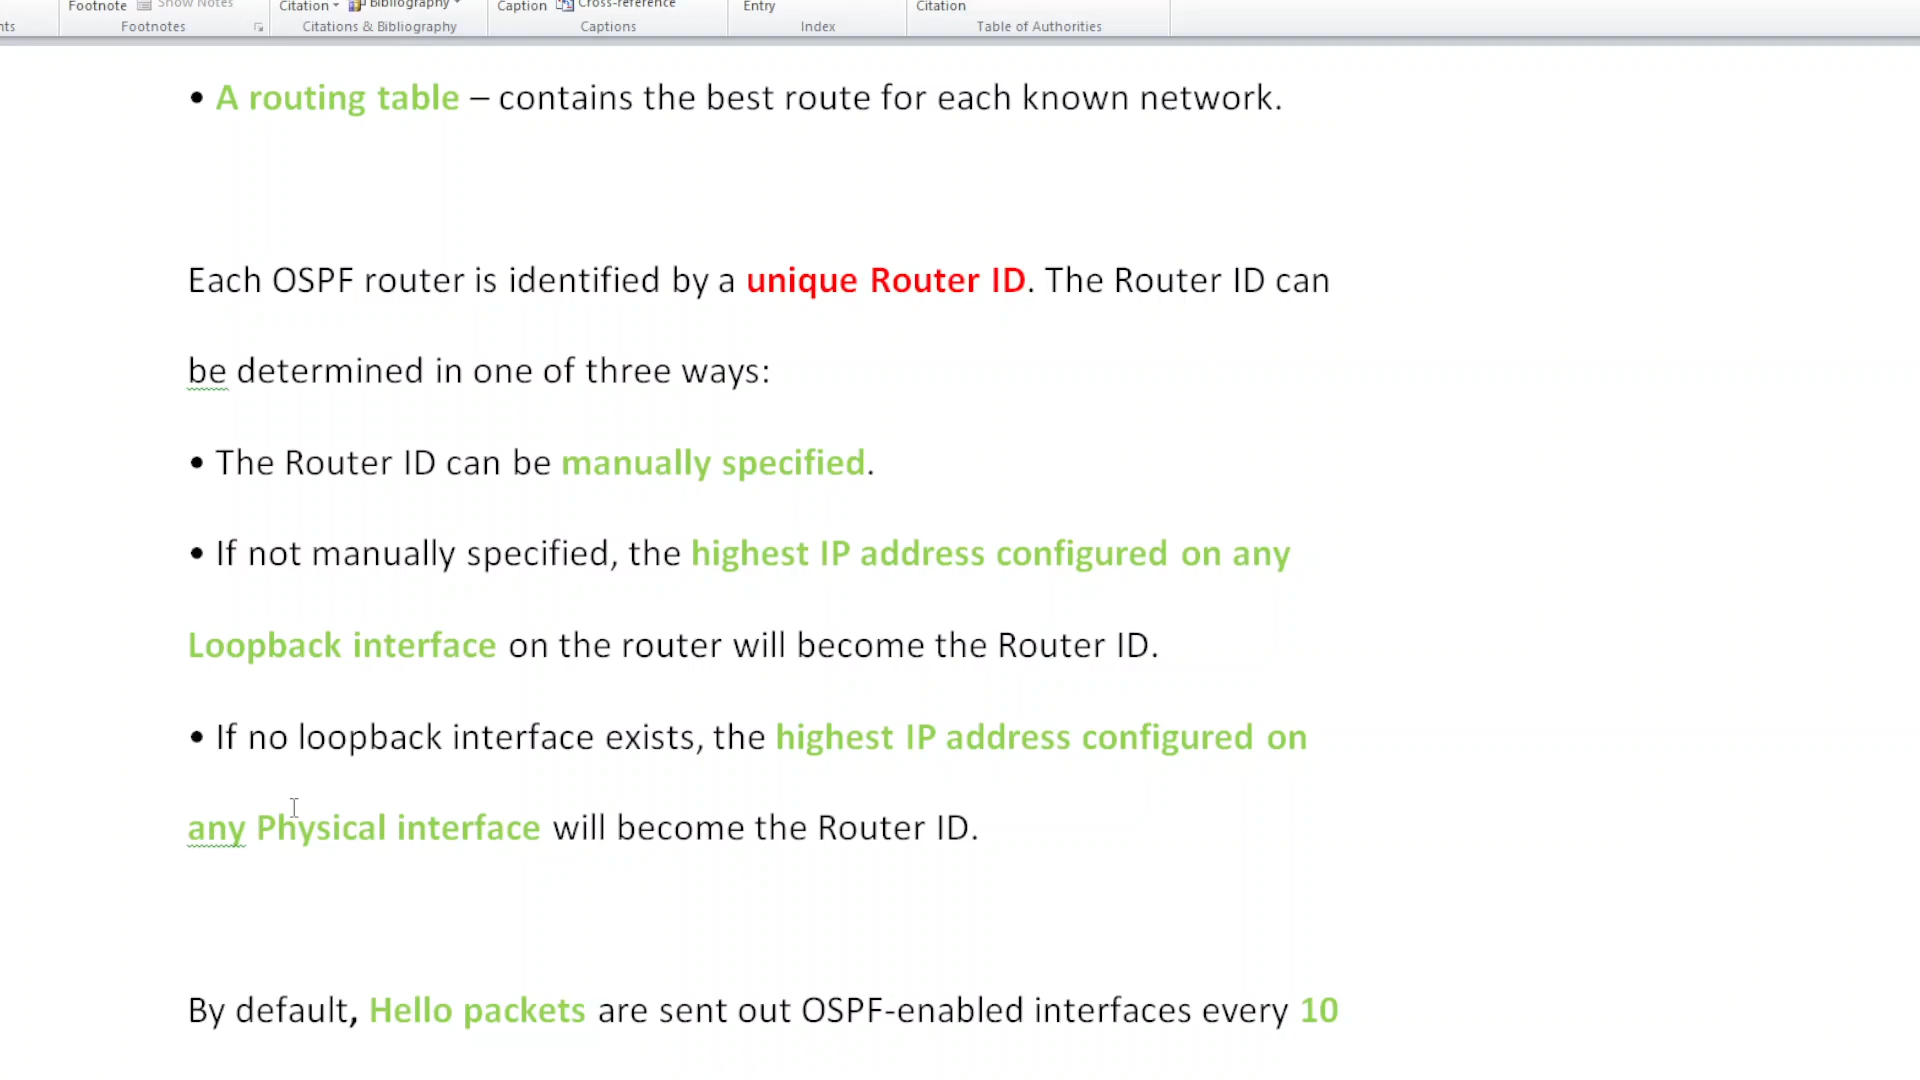 Footnote Show Notes Citation Bibliography Caption Cross-reference Entry Citation
nts Footnotes Citations & Bibliography Captions Index Table of Authorities
• A routing table – contains the best route for each known network.
Each OSPF router is identified by a unique Router ID. The Router ID can
be determined in one of three ways:
• The Router ID can be manually specified.
• If not manually specified, the highest IP address configured on any
Loopback interface on the router will become the Router ID.
• If no loopback interface exists, the highest IP address configured on
any Physical interface will become the Router ID.
By default, Hello packets are sent out OSPF-enabled interfaces every 10